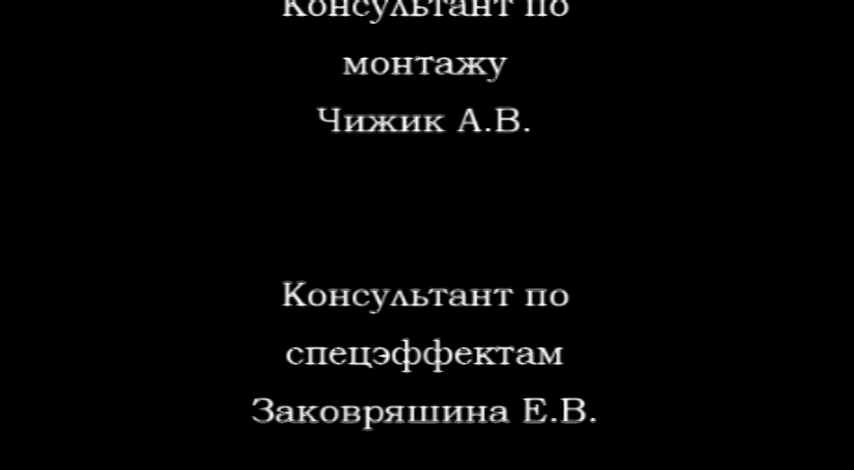 Консультант по
монтажу
Чижик А.В.
Консультант по
спецэффектам
Заковряшина Е.В.